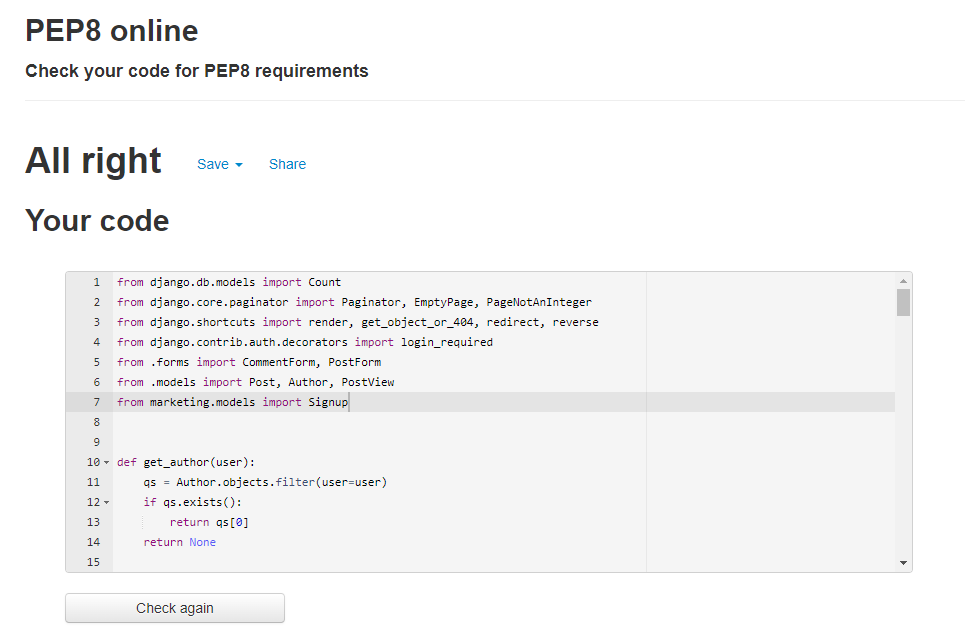 PEP8 online
Check your code for PEP8 requirements
All right Save Share
Your code
1 from django.db.models import Count
2 from django.core.paginator import Paginator, EmptyPage, PageNotAnInteger
3 from django.shortcuts import render, get_object_or_404, redirect, reverse
4 from django.contrib.auth.decorators import login_required
5 from .forms import CommentForm, PostForm
6 from .models import Post, Author, PostView
7 from marketing.models import Signup
8
9
10 def get_author(user):
11     qs = Author.objects.filter(user=user)
12     if qs.exists():
13         return qs[0]
14     return None
15
Check again